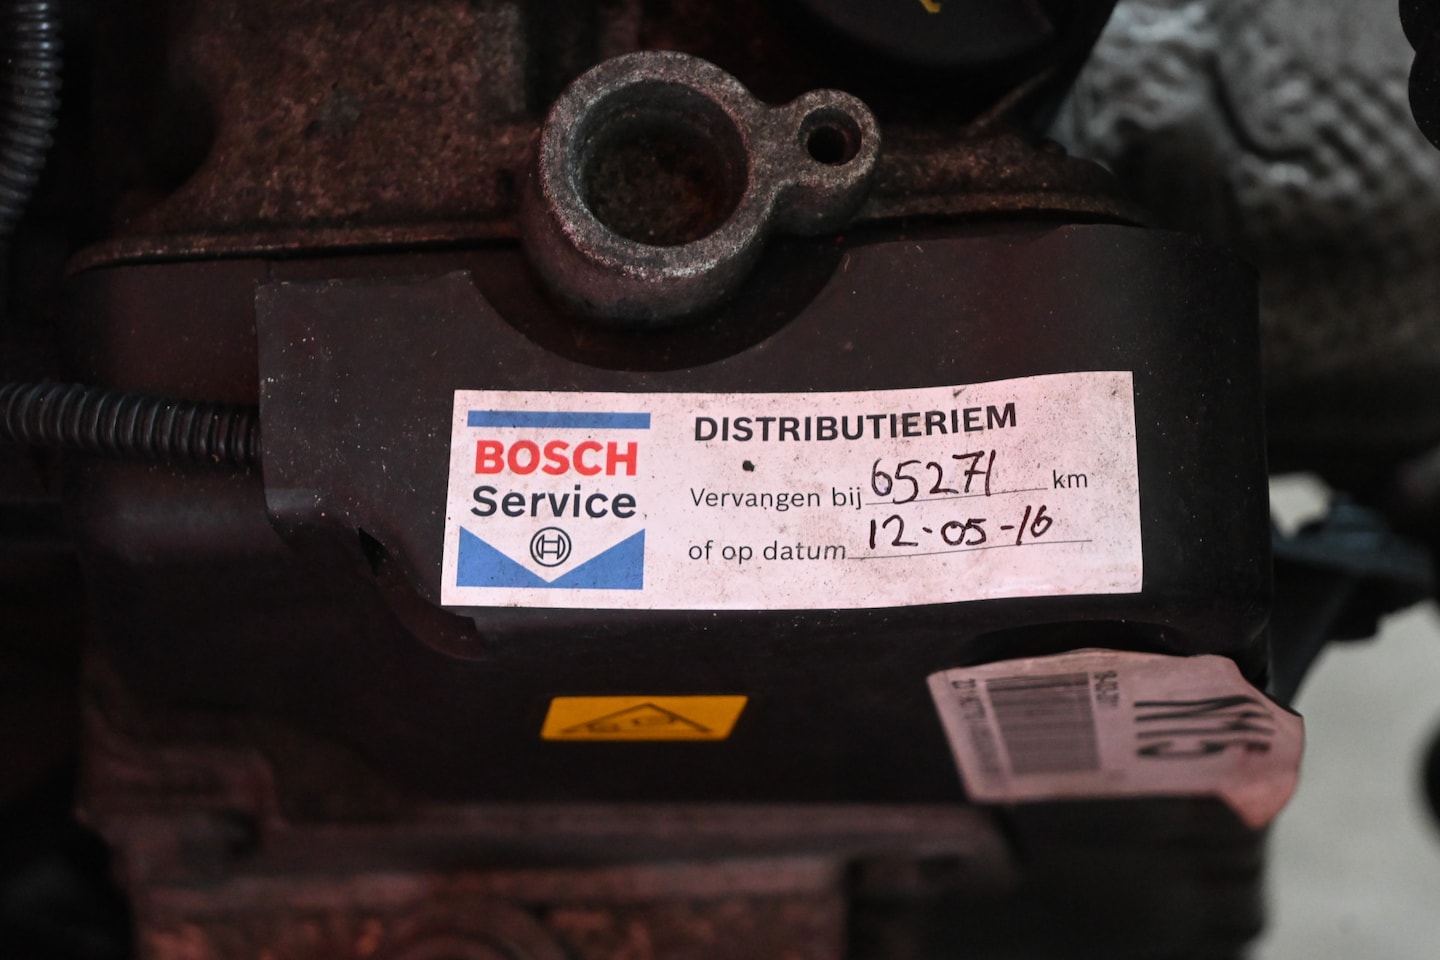 BOSCH
Service
DISTRIBUTIERIEM
Vervangen bij 65271 km
of op datum 12-05-16